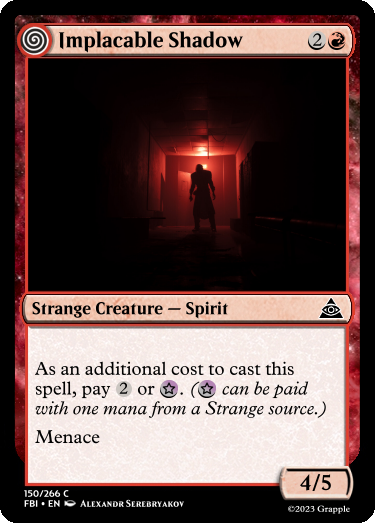 Implacable Shadow 2
Strange Creature — Spirit
As an additional cost to cast this
spell, pay 2 or . ( can be paid
with one mana from a Strange source.)
Menace
4/5
150/266 C
FBI • EN Alexandr Serebryakov
©2023 Grapple